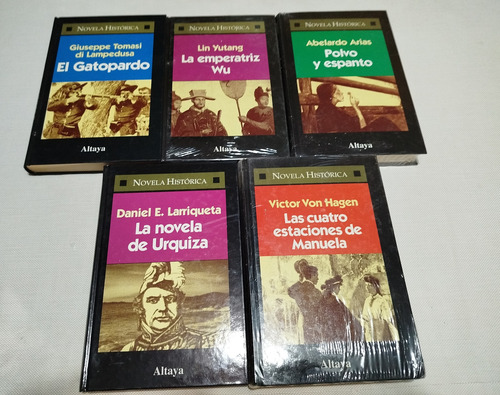 NOVELA HISTÓRICA
Giuseppe Tomasi
di Lampedusa
El Gatopardo
Altaya
NOVELA HISTÓRICA
Lin Yutang
La emperatriz
Wu
Altaya
NOVELA HISTÓRICA
Abelardo Arias
Polvo
y espanto
Altaya
NOVELA HISTÓRICA
Daniel E. Larriqueta
La novela
de Urquiza
Altaya
NOVELA HISTÓRICA
Victor Von Hagen
Las cuatro
estaciones de
Manuela
Altaya